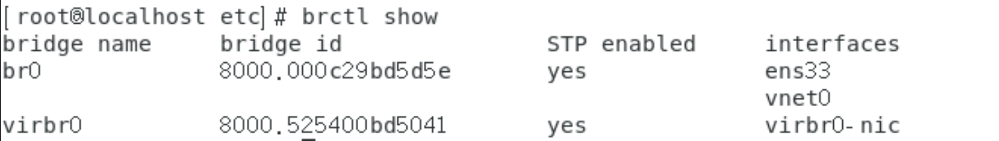 [root@localhost etc]# brctl show
bridge name     bridge id               STP enabled     interfaces
br0             8000.000c29bd5d5e       yes             ens33
                                                        vnet0
virbr0          8000.525400bd5041       yes             virbr0-nic